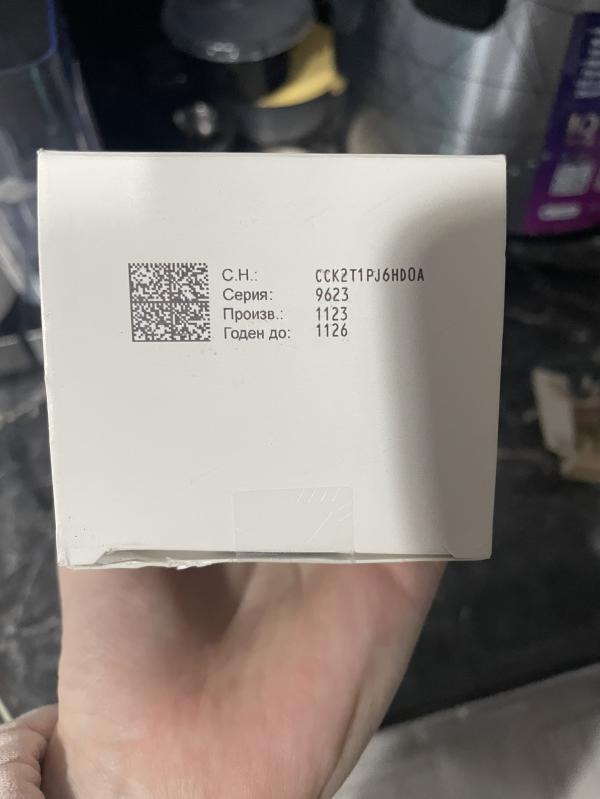 С.Н.: CCK2T1PJ6HD0A
Серия: 9623
Произв.: 1123
Годен до: 1126